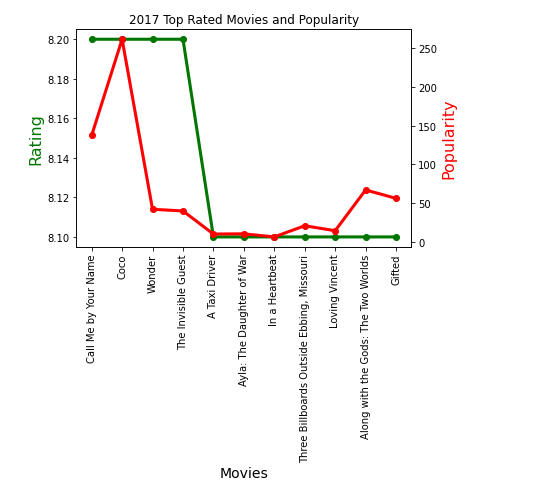 2017 Top Rated Movies and Popularity
8.20
8.18
8.16
8.14
8.12
8.10
Rating
250
200
150
100
50
0
Popularity
Call Me by Your Name
Coco
Wonder
The Invisible Guest
A Taxi Driver
Ayla: The Daughter of War
In a Heartbeat
Three Billboards Outside Ebbing, Missouri
Loving Vincent
Along with the Gods: The Two Worlds
Gifted
Movies